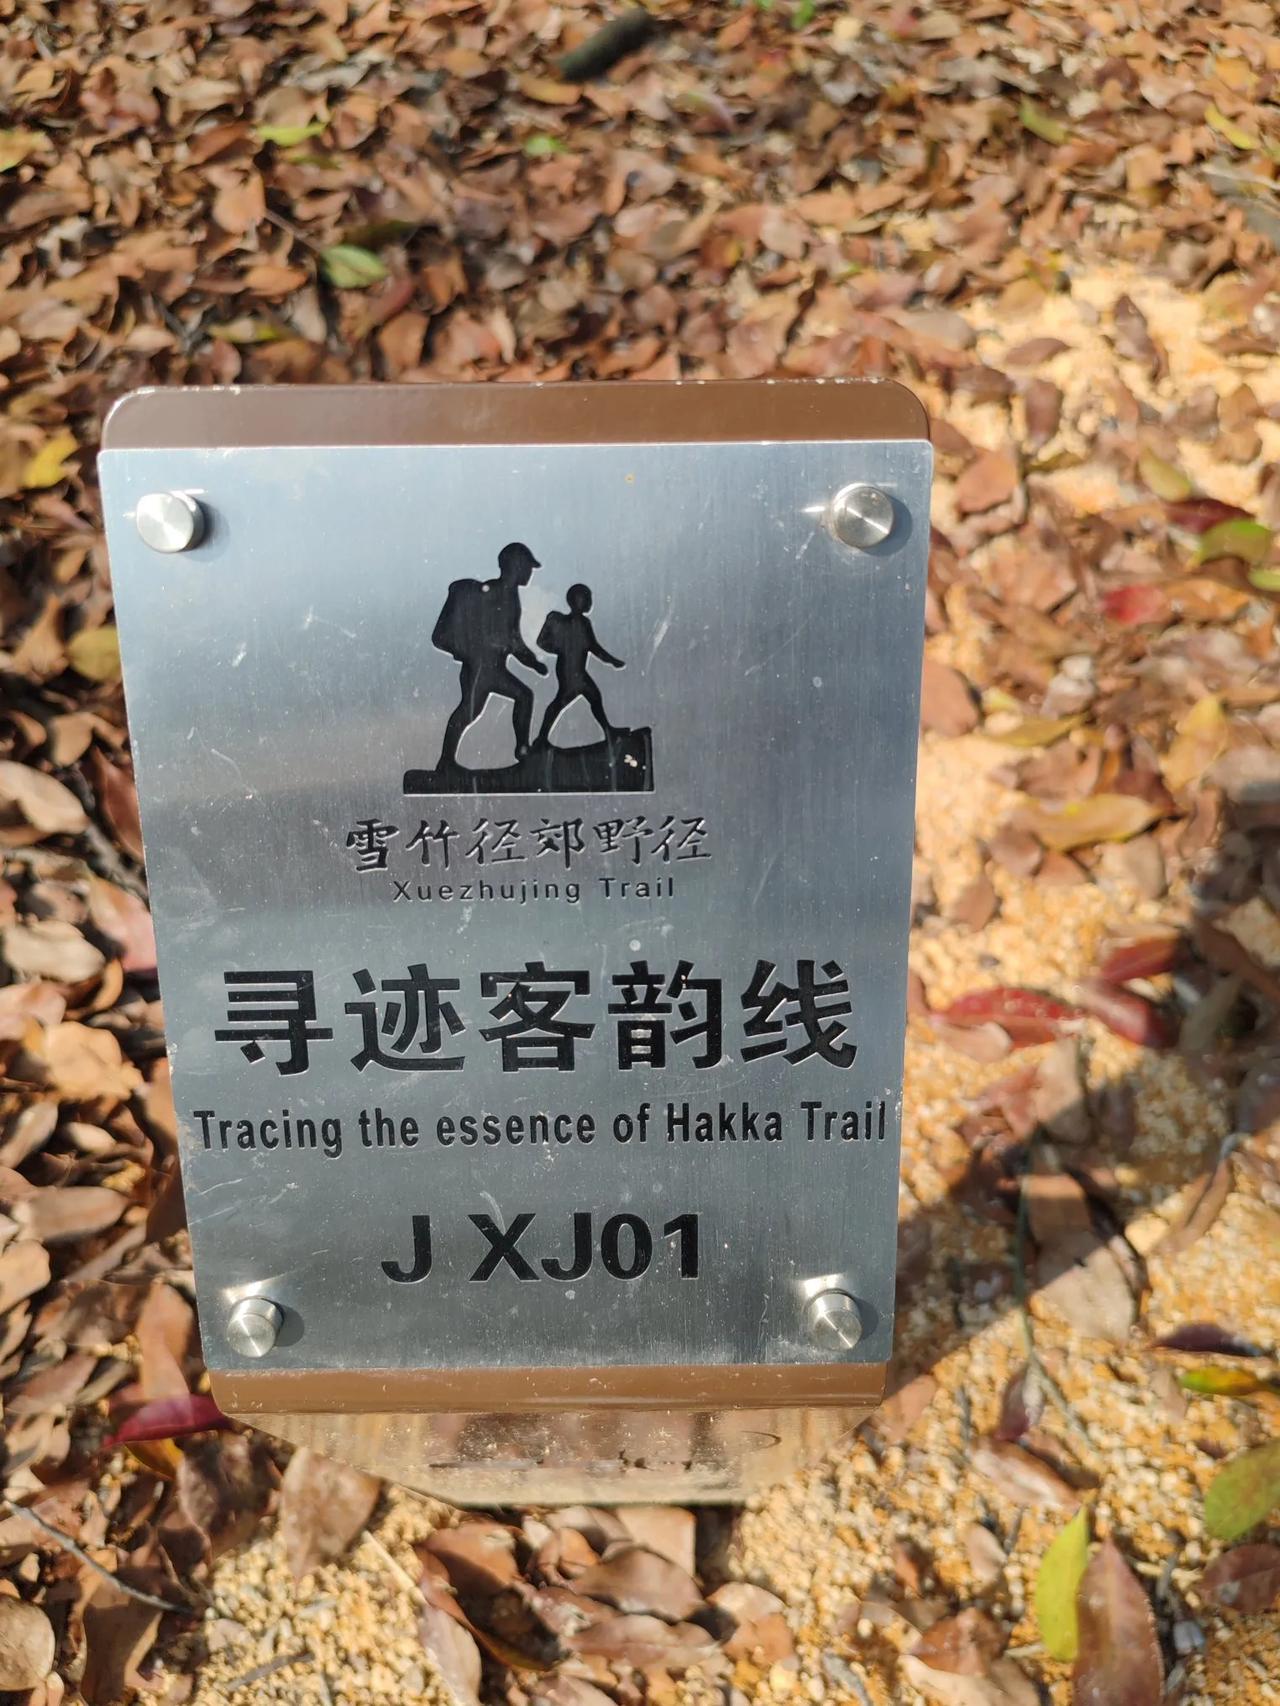 雪竹径郊野径
Xuezhujing Trail
寻迹客韵线
Tracing the essence of Hakka Trail
J XJ01